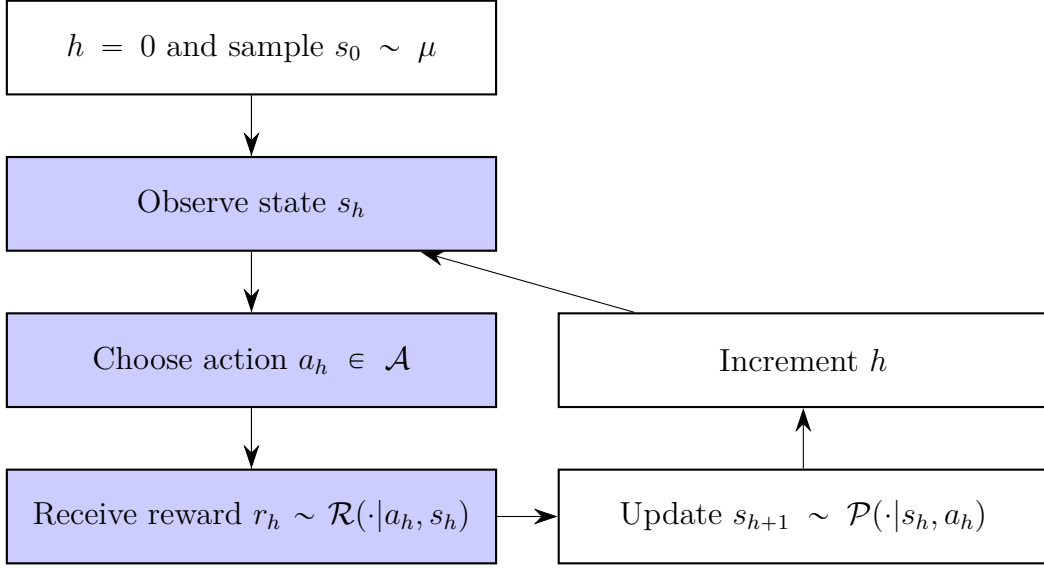 h = 0 and sample s₀ ∼ μ
Observe state sₕ
Choose action aₕ ∈ 𝒜
Receive reward rₕ ∼ ℛ(·|aₕ, sₕ)
Update sₕ₊₁ ∼ 𝒫(·|sₕ, aₕ)
Increment h